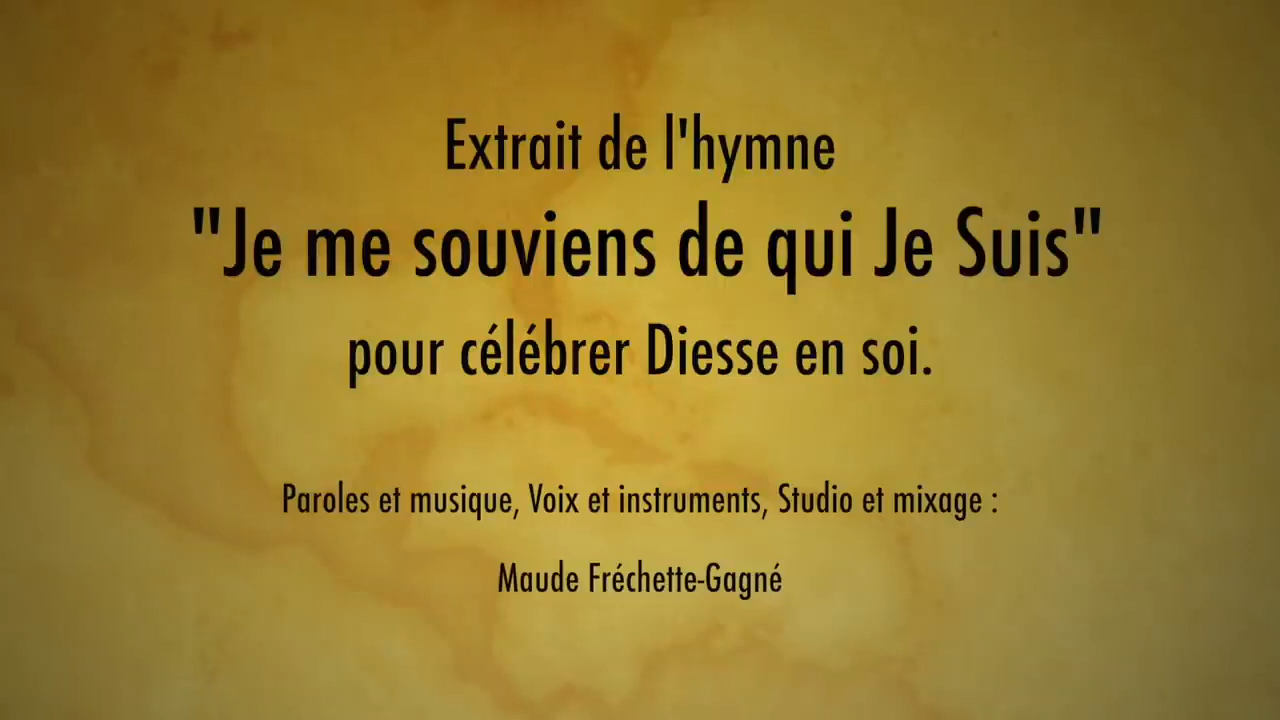 Extrait de l'hymne
"Je me souviens de qui Je Suis"
pour célébrer Diesse en soi.
Paroles et musique, Voix et instruments, Studio et mixage :
Maude Fréchette-Gagné